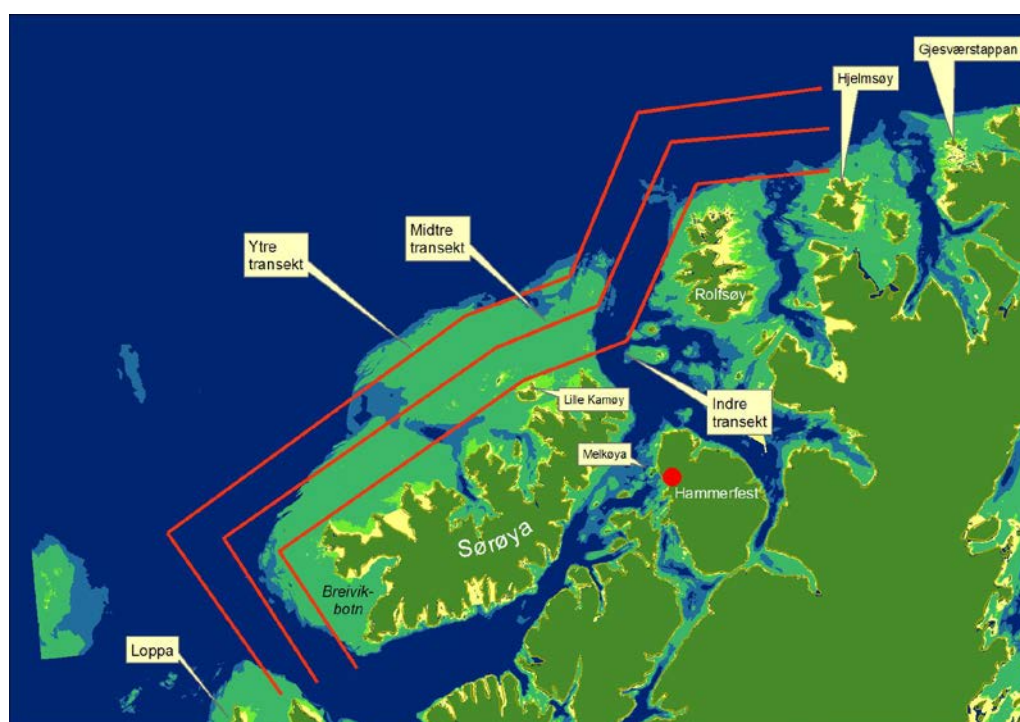 Gjesværstappan
Hjelmsøy
Midtre
transekt
Ytre
transekt
Rolfsøy
Lille Kamøy
Indre
transekt
Melkøya
Hammerfest
Sørøya
Breivik-
botn
Loppa